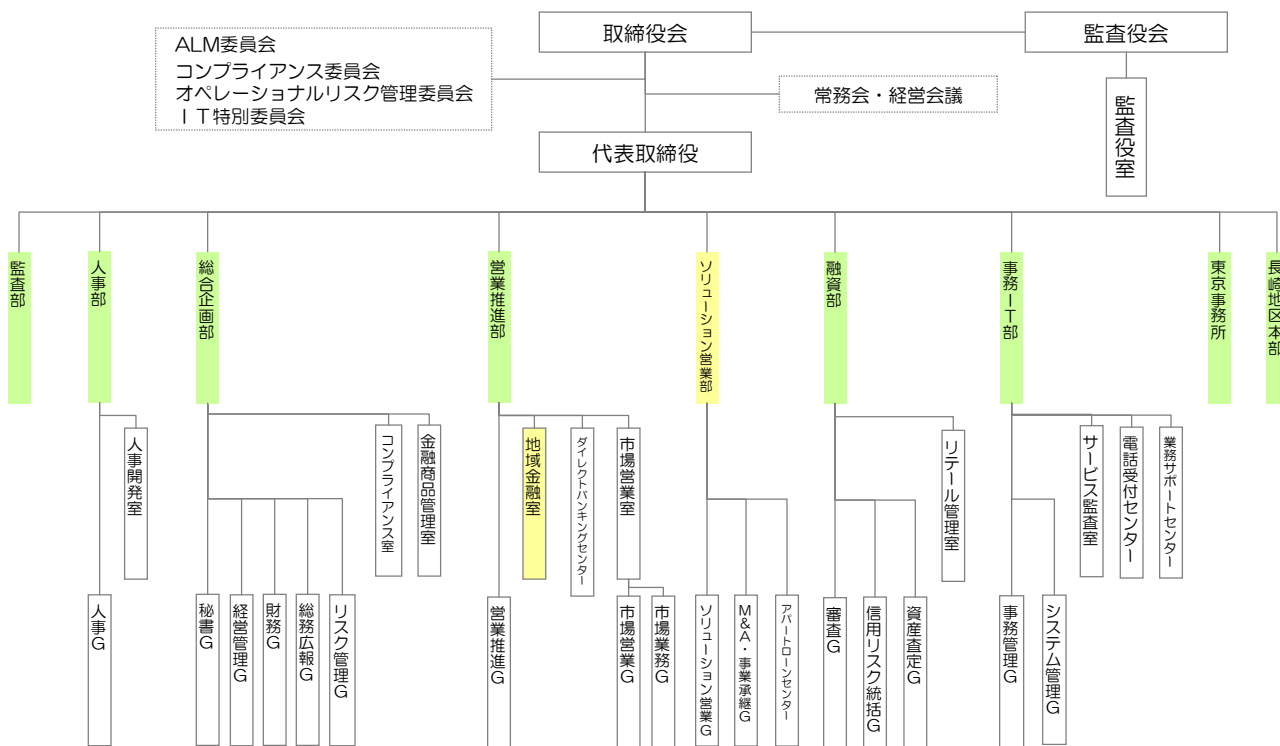 取締役会
監査役会
ALM委員会
コンプライアンス委員会
オペレーショナルリスク管理委員会
IT特別委員会
常務会・経営会議
監査役室
代表取締役
監査部
人事部
総合企画部
営業推進部
ソリューション営業部
融資部
事務IT部
東京事務所
長崎地区本部
人事開発室
コンプライアンス室
金融商品管理室
地域金融室
ダイレクトバンキングセンター
市場営業室
リテール管理室
サービス監査室
電話受付センター
業務サポートセンター
人事G
秘書G
経営管理G
財務G
総務広報G
リスク管理G
営業推進G
市場営業G
市場業務G
ソリューション営業G
M&A・事業承継G
アパートローンセンター
審査G
信用リスク統括G
資産査定G
事務管理G
システム管理G